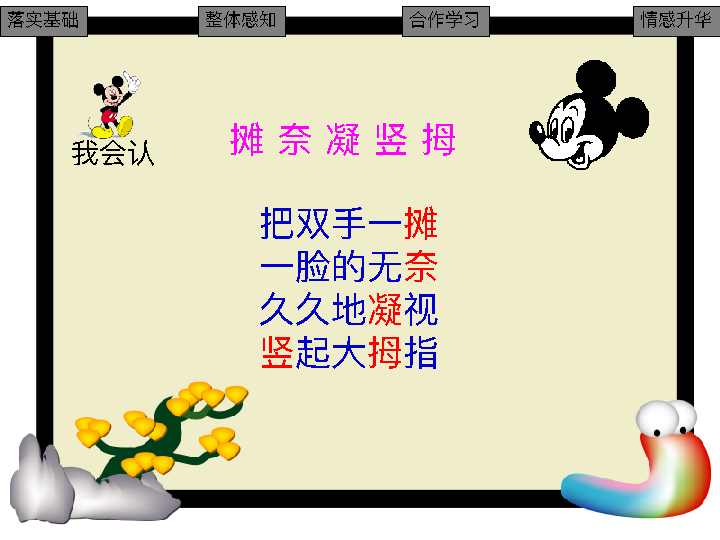 落实基础 整体感知 合作学习 情感升华
我会认
摊 奈 凝 竖 拇
把双手一摊
一脸的无奈
久久地凝视
竖起大拇指